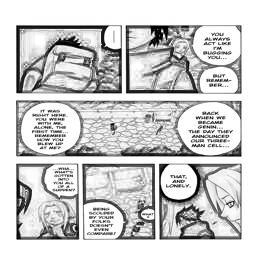 YOU
ALWAYS
ACT LIKE
I'M
BUGGING
YOU...
BUT
REMEM-
BER...
BACK
WHEN WE
BECAME
GENIN...
THE DAY THEY
ANNOUNCED
OUR THREE-
MAN CELL...
IT WAS
RIGHT HERE.
YOU WERE
WITH ME,
ALONE, THE
FIRST TIME...
REMEMBER
HOW YOU
BLEW UP
AT ME?
THAT,
AND
LONELY.
WHAT
BEING
SCOLDED
BY YOUR
FOLKS
DOESN'T
EVEN
COMPARE!
...WHA...
WHAT'S
GOTTEN
INTO
YOU ALL
OF A
SUDDEN?